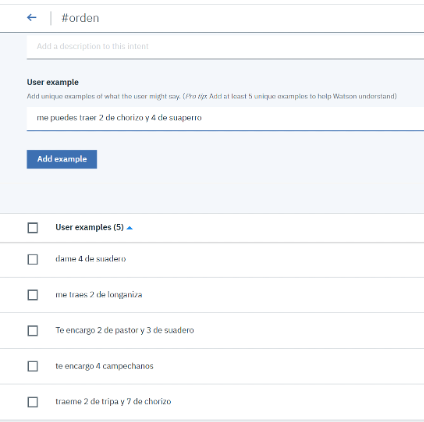 #orden
Add a description to this intent
User example
Add unique examples of what the user might say. (Pro tip: Add at least 5 unique examples to help Watson understand)
me puedes traer 2 de chorizo y 4 de suaperro
Add example
User examples (5)
dame 4 de suadero
me traes 2 de longaniza
Te encargo 2 de pastor y 3 de suadero
te encargo 4 campechanos
traeme 2 de tripa y 7 de chorizo